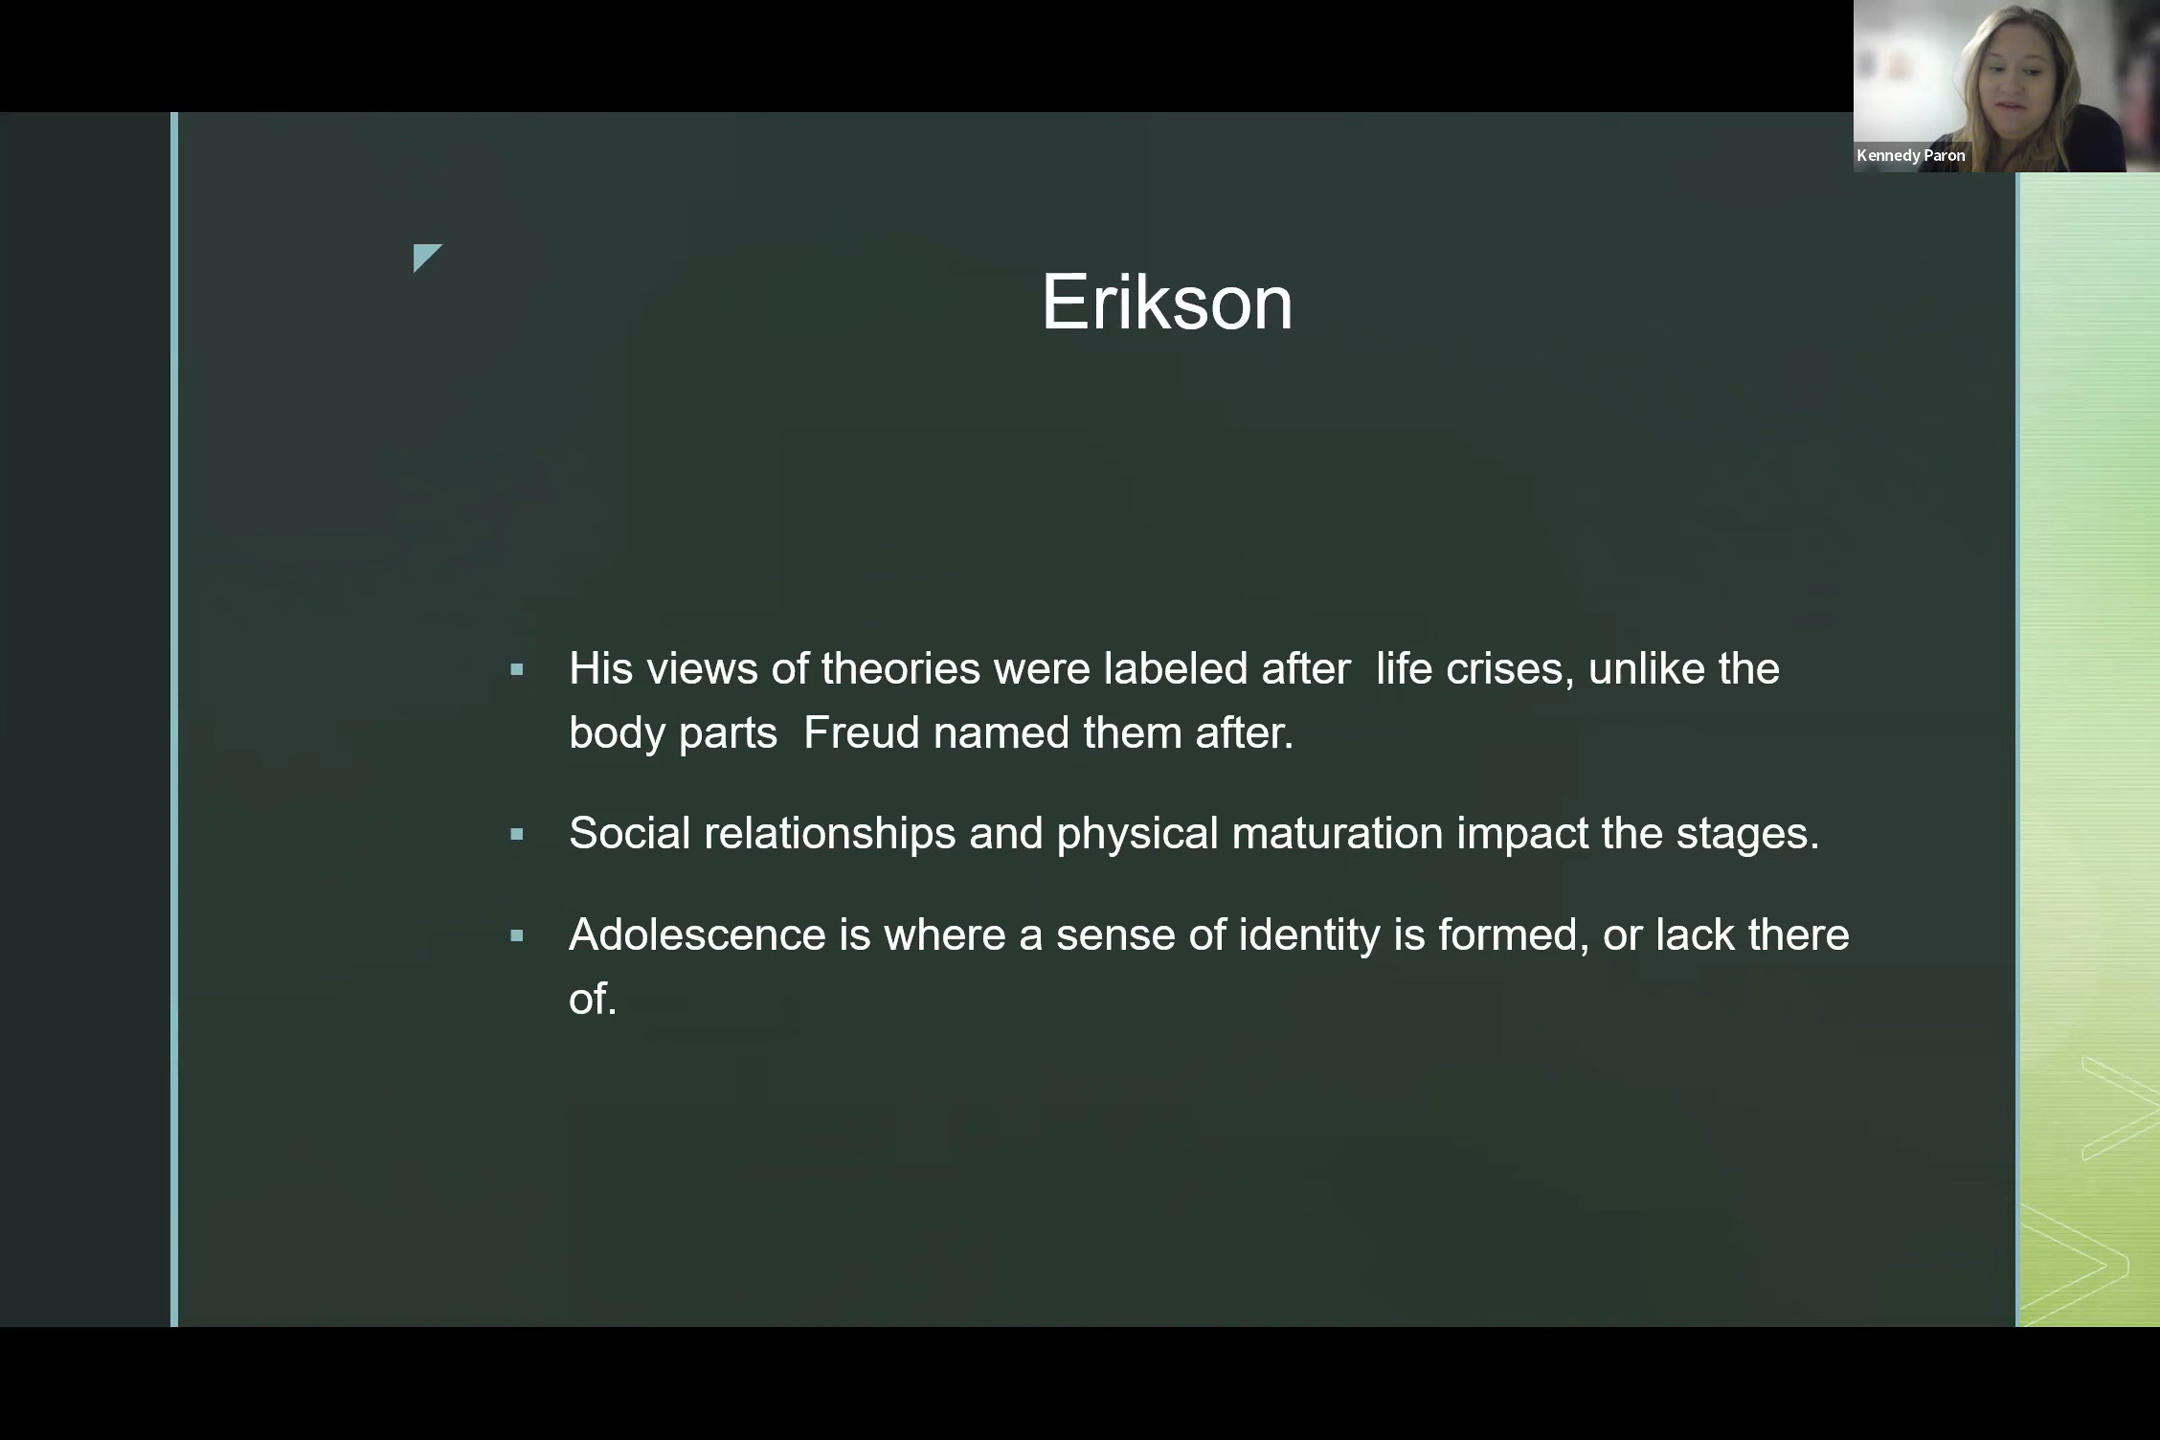 Kennedy Paron
Erikson
▪ His views of theories were labeled after  life crises, unlike the
body parts  Freud named them after.
▪ Social relationships and physical maturation impact the stages.
▪ Adolescence is where a sense of identity is formed, or lack there
of.